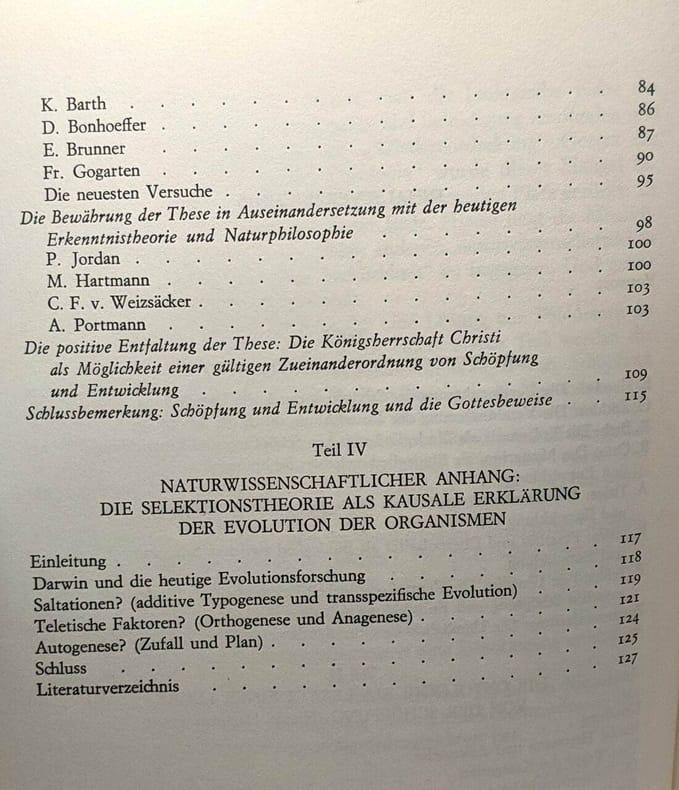 K. Barth . . . . . . . . . . . . . . . . 84
D. Bonhoeffer . . . . . . . . . . . . . . . 86
E. Brunner . . . . . . . . . . . . . . . 87
Fr. Gogarten . . . . . . . . . . . . . . . 90
Die neuesten Versuche . . . . . . . . . . . . . 95
Die Bewährung der These in Auseinandersetzung mit der heutigen
Erkenntnistheorie und Naturphilosophie . . . . . . . . 98
P. Jordan . . . . . . . . . . . . . . . . 100
M. Hartmann . . . . . . . . . . . . . . . 100
C. F. v. Weizsäcker . . . . . . . . . . . . . . 103
A. Portmann . . . . . . . . . . . . . . . 103
Die positive Entfaltung der These: Die Königsherrschaft Christi
als Möglichkeit einer gültigen Zueinanderordnung von Schöpfung
und Entwicklung . . . . . . . . . . . . . 109
Schlussbemerkung: Schöpfung und Entwicklung und die Gottesbeweise . . 115
Teil IV
NATURWISSENSCHAFTLICHER ANHANG:
DIE SELEKTIONSTHEORIE ALS KAUSALE ERKLÄRUNG
DER EVOLUTION DER ORGANISMEN
Einleitung . . . . . . . . . . . . . . . . 117
Darwin und die heutige Evolutionsforschung . . . . . . . 118
Saltationen? (additive Typogenese und transspezifische Evolution) . . . 119
Teletische Faktoren? (Orthogenese und Anagenese) . . . . . . 121
Autogenese? (Zufall und Plan) . . . . . . . . . . . 124
Schluss . . . . . . . . . . . . . . . . 125
Literaturverzeichnis . . . . . . . . . . . . . 127